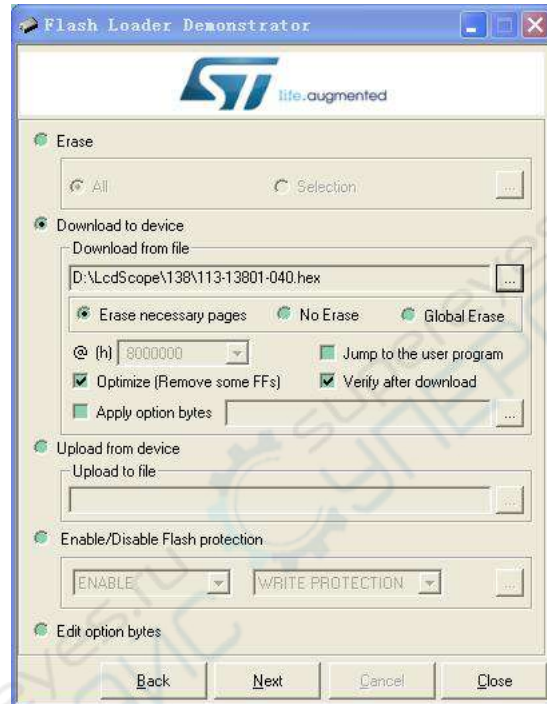 Flash Loader Demonstrator
ST life.augmented
Erase
All Selection ...
Download to device
Download from file
D:\LcdScope\138\113-13801-040.hex ...
Erase necessary pages No Erase Global Erase
@ (h) 8000000 Jump to the user program
Optimize (Remove some FFs) Verify after download
Apply option bytes ...
Upload from device
Upload to file
...
Enable/Disable Flash protection
ENABLE WRITE PROTECTION ...
Edit option bytes
Back Next Cancel Close